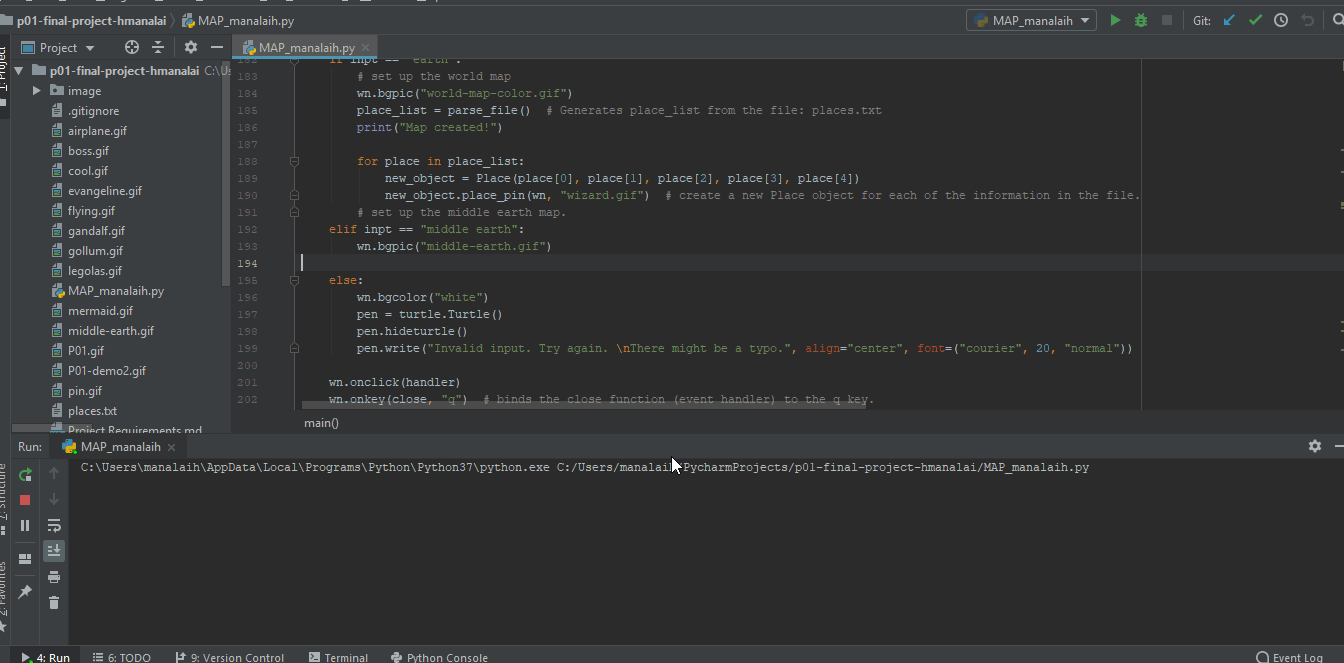 p01-final-project-hmanalai MAP_manalaih.py MAP_manalaih Git:
Project MAP_manalaih.py
1: Project
p01-final-project-hmanalai C:\Us
image
.gitignore
airplane.gif
boss.gif
cool.gif
evangeline.gif
flying.gif
gandalf.gif
gollum.gif
legolas.gif
MAP_manalaih.py
mermaid.gif
middle-earth.gif
P01.gif
P01-demo2.gif
pin.gif
places.txt
Project Requirements.md
182 if inpt == "earth":
183 # set up the world map
184 wn.bgpic("world-map-color.gif")
185 place_list = parse_file()  # Generates place_list from the file: places.txt
186 print("Map created!")
187
188 for place in place_list:
189 new_object = Place(place[0], place[1], place[2], place[3], place[4])
190 new_object.place_pin(wn, "wizard.gif")  # create a new Place object for each of the information in the file.
191 # set up the middle earth map.
192 elif inpt == "middle earth":
193 wn.bgpic("middle-earth.gif")
194
195 else:
196 wn.bgcolor("white")
197 pen = turtle.Turtle()
198 pen.hideturtle()
199 pen.write("Invalid input. Try again. \nThere might be a typo.", align="center", font=("courier", 20, "normal"))
200
201 wn.onclick(handler)
202 wn.onkey(close, "q")  # binds the close function (event handler) to the q key.
main()
Run: MAP_manalaih
C:\Users\manalaih\AppData\Local\Programs\Python\Python37\python.exe C:/Users/manalaih/PycharmProjects/p01-final-project-hmanalai/MAP_manalaih.py
7: Structure
2: Favorites
4: Run 6: TODO 9: Version Control Terminal Python Console Event Log